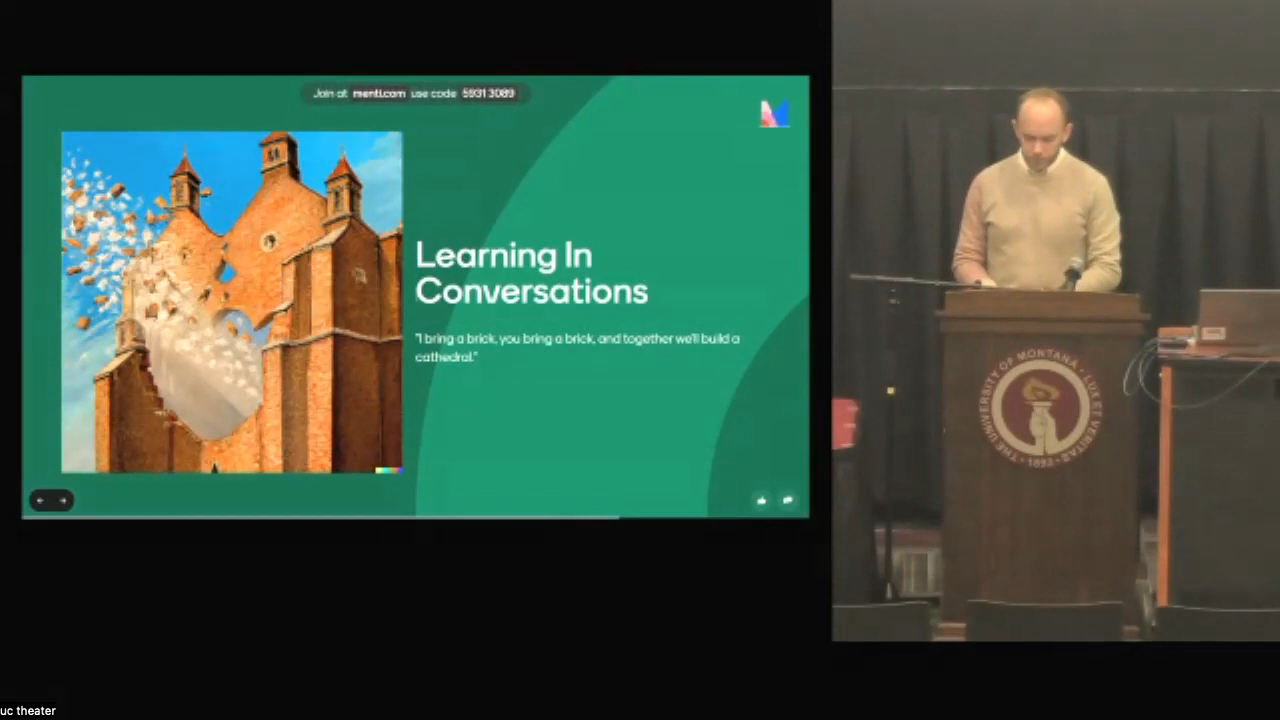 Join at menti.com use code 5931 3089
Learning In
Conversations
"I bring a brick, you bring a brick, and together we'll build a
cathedral."
THE UNIVERSITY OF MONTANA • LUX ET VERITAS •
1893
uc theater